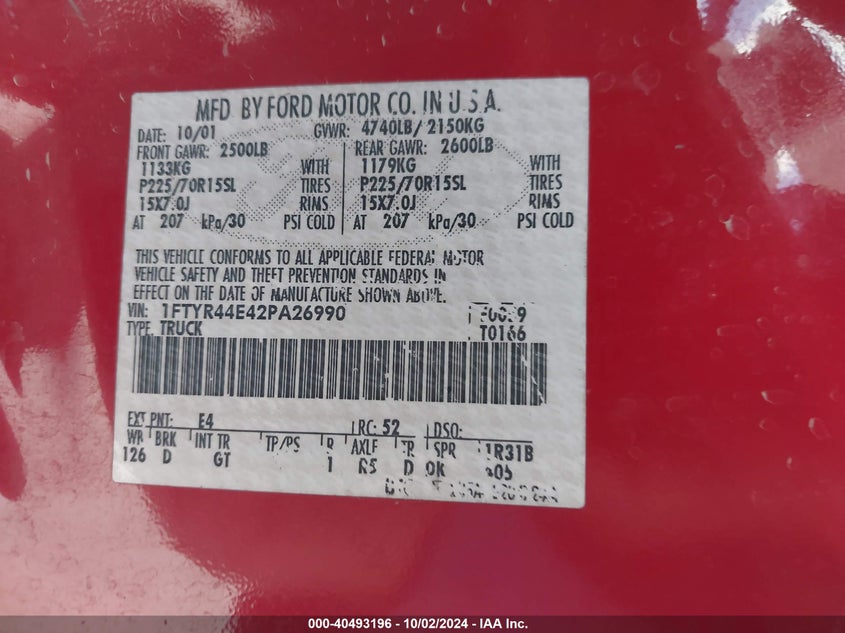 MFD. BY FORD MOTOR CO. IN U.S.A.
DATE: 10/01 GVWR: 4740LB/ 2150KG
FRONT GAWR: 2500LB REAR GAWR: 2600LB
1133KG WITH 1179KG WITH
P225/70R15SL TIRES P225/70R15SL TIRES
15X7.0J RIMS 15X7.0J RIMS
AT 207 kPa/30 PSI COLD AT 207 kPa/30 PSI COLD
THIS VEHICLE CONFORMS TO ALL APPLICABLE FEDERAL MOTOR
VEHICLE SAFETY AND THEFT PREVENTION STANDARDS IN
EFFECT ON THE DATE OF MANUFACTURE SHOWN ABOVE.
VIN: 1FTYR44E42PA26990
TYPE: TRUCK T0166
EXT PNT: E4 RC: 52 DSO:
WB BRK INT TR TP/PS R AXLE TR SPR 1R31B
126 D GT 1 R5 D OK
000-40493196 - 10/02/2024 - IAA Inc.